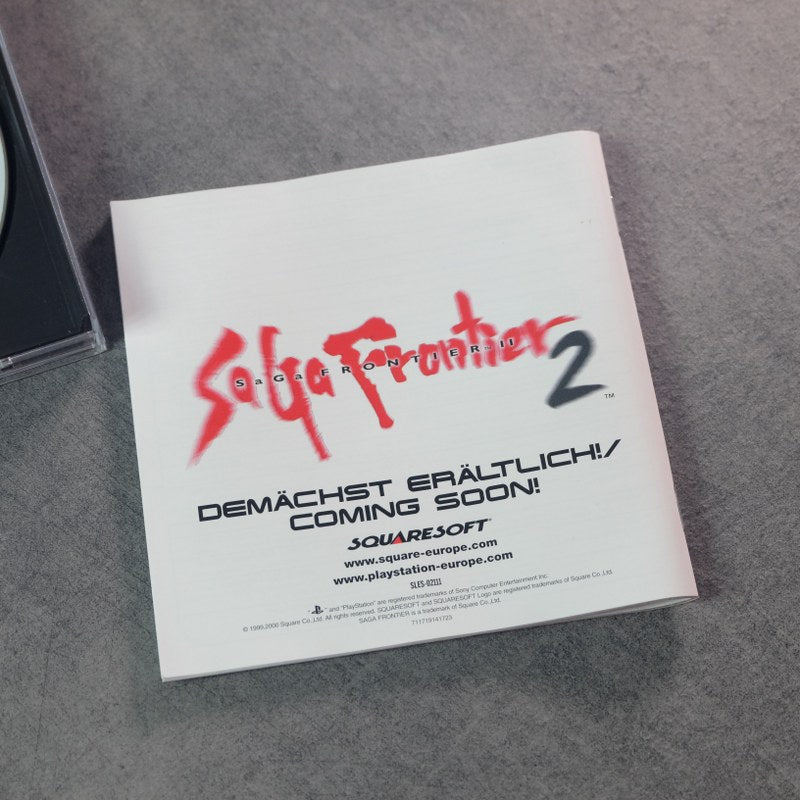 SaGa Frontier 2 ™
SaGa FRONTIER II
DEMÄCHST ERÄLTLICH!/
COMING SOON!
SQUARESOFT
www.square-europe.com
www.playstation-europe.com
SLES-02111
" " and "PlayStation" are registered trademarks of Sony Computer Entertainment Inc.
© 1999,2000 Square Co.,Ltd. All rights reserved. SQUARESOFT and SQUARESOFT Logo are registered trademarks of Square Co.,Ltd.
SAGA FRONTIER is a trademark of Square Co.,Ltd.
711719141723